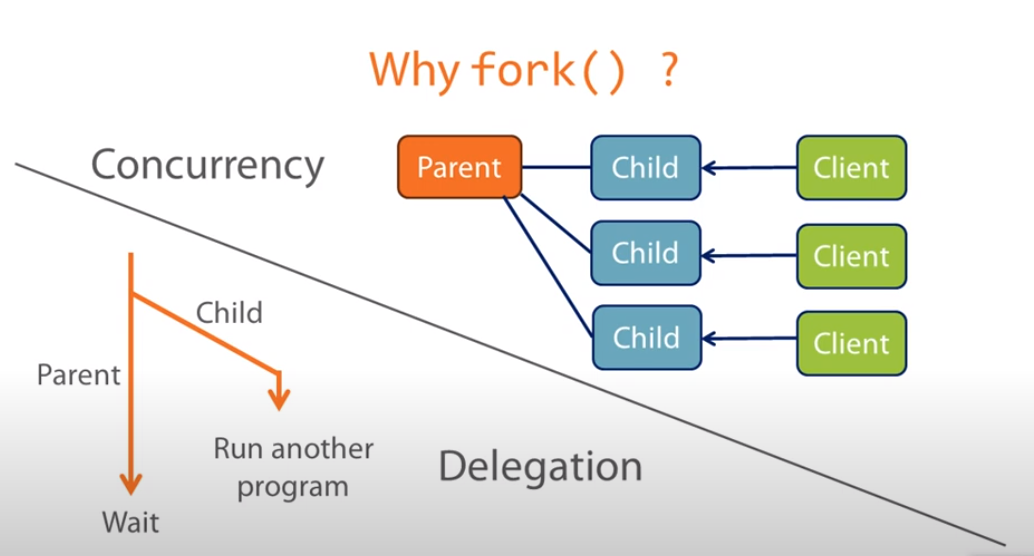 Why fork() ?
Concurrency
Parent
Child
Client
Child
Client
Child
Client
Child
Parent
Run another
program
Wait
Delegation